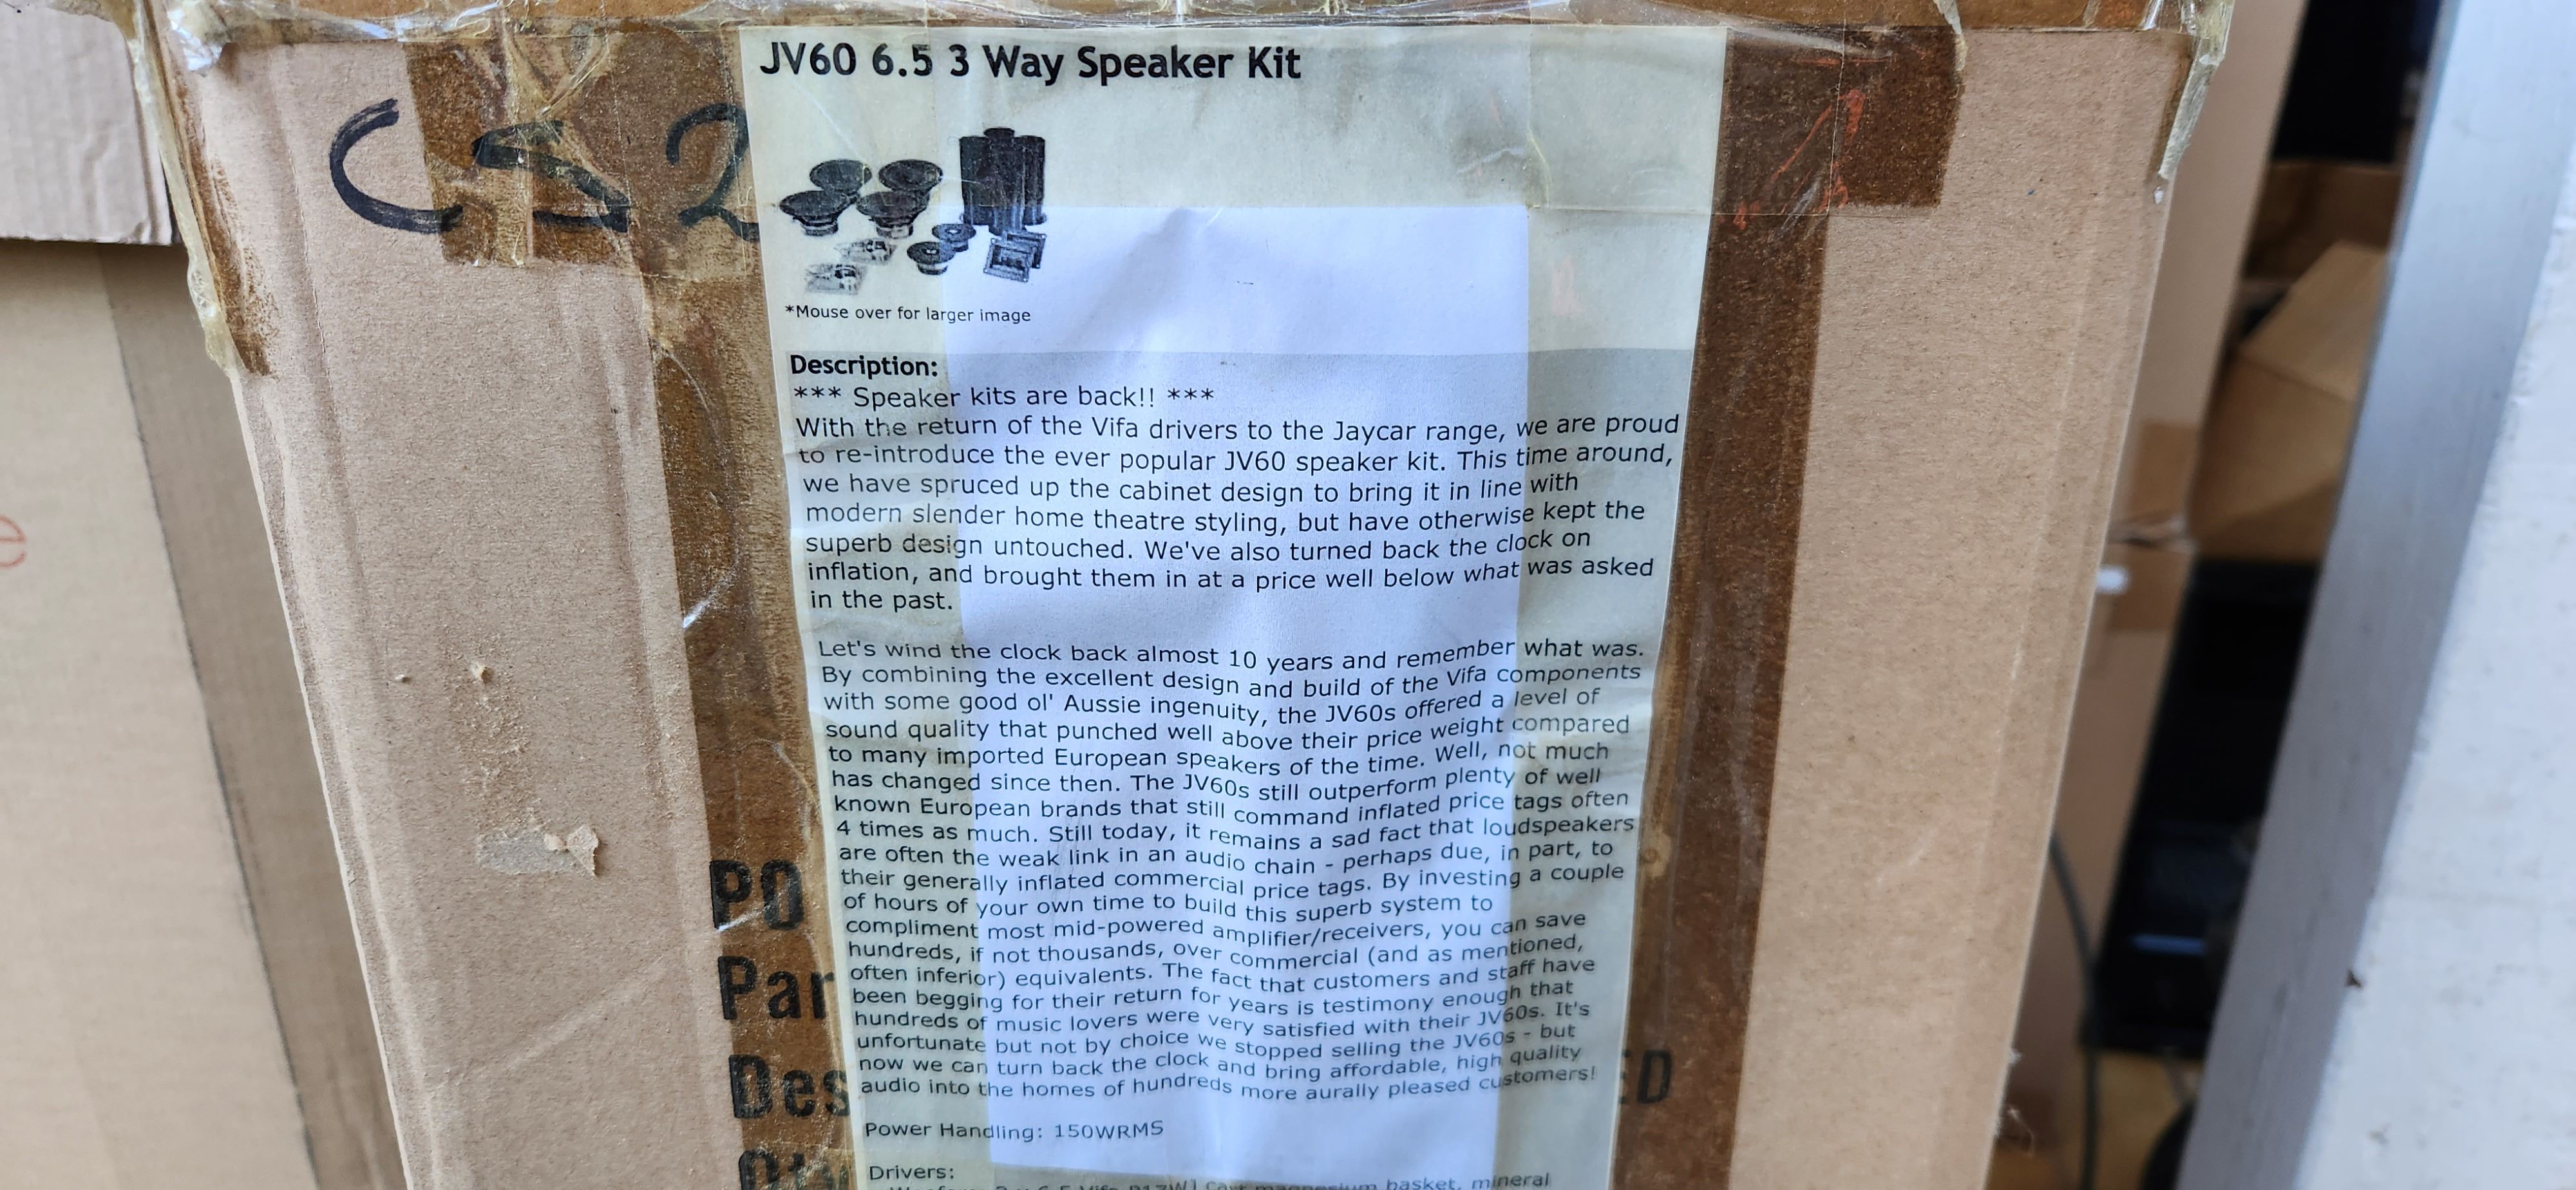 JV60 6.5 3 Way Speaker Kit
CS2
*Mouse over for larger image
Description:
*** Speaker kits are back!! ***
With the return of the Vifa drivers to the Jaycar range, we are proud
to re-introduce the ever popular JV60 speaker kit. This time around,
we have spruced up the cabinet design to bring it in line with
modern slender home theatre styling, but have otherwise kept the
superb design untouched. We've also turned back the clock on
inflation, and brought them in at a price well below what was asked
in the past.
Let's wind the clock back almost 10 years and remember what was.
By combining the excellent design and build of the Vifa components
with some good ol' Aussie ingenuity, the JV60s offered a level of
sound quality that punched well above their price weight compared
to many imported European speakers of the time. Well, not much
has changed since then. The JV60s still outperform plenty of well
known European brands that still command inflated price tags often
4 times as much. Still today, it remains a sad fact that loudspeakers
are often the weak link in an audio chain - perhaps due, in part, to
their generally inflated commercial price tags. By investing a couple
of hours of your own time to build this superb system to
compliment most mid-powered amplifier/receivers, you can save
hundreds, if not thousands, over commercial (and as mentioned,
often inferior) equivalents. The fact that customers and staff have
been begging for their return for years is testimony enough that
hundreds of music lovers were very satisfied with their JV60s. It's
unfortunate but not by choice we stopped selling the JV60s - but
now we can turn back the clock and bring affordable, high quality
audio into the homes of hundreds more aurally pleased customers!
Power Handling: 150WRMS
Drivers:
basket, mineral
PO
Par
Des ED